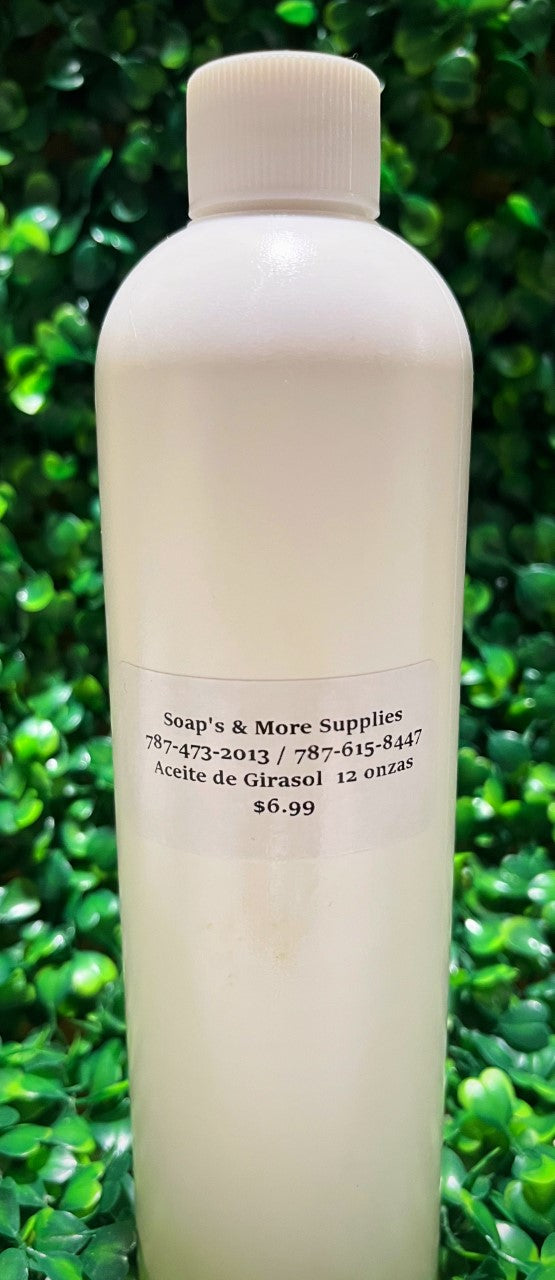 Soap's & More Supplies
787-473-2013 / 787-615-8447
Aceite de Girasol 12 onzas
$6.99